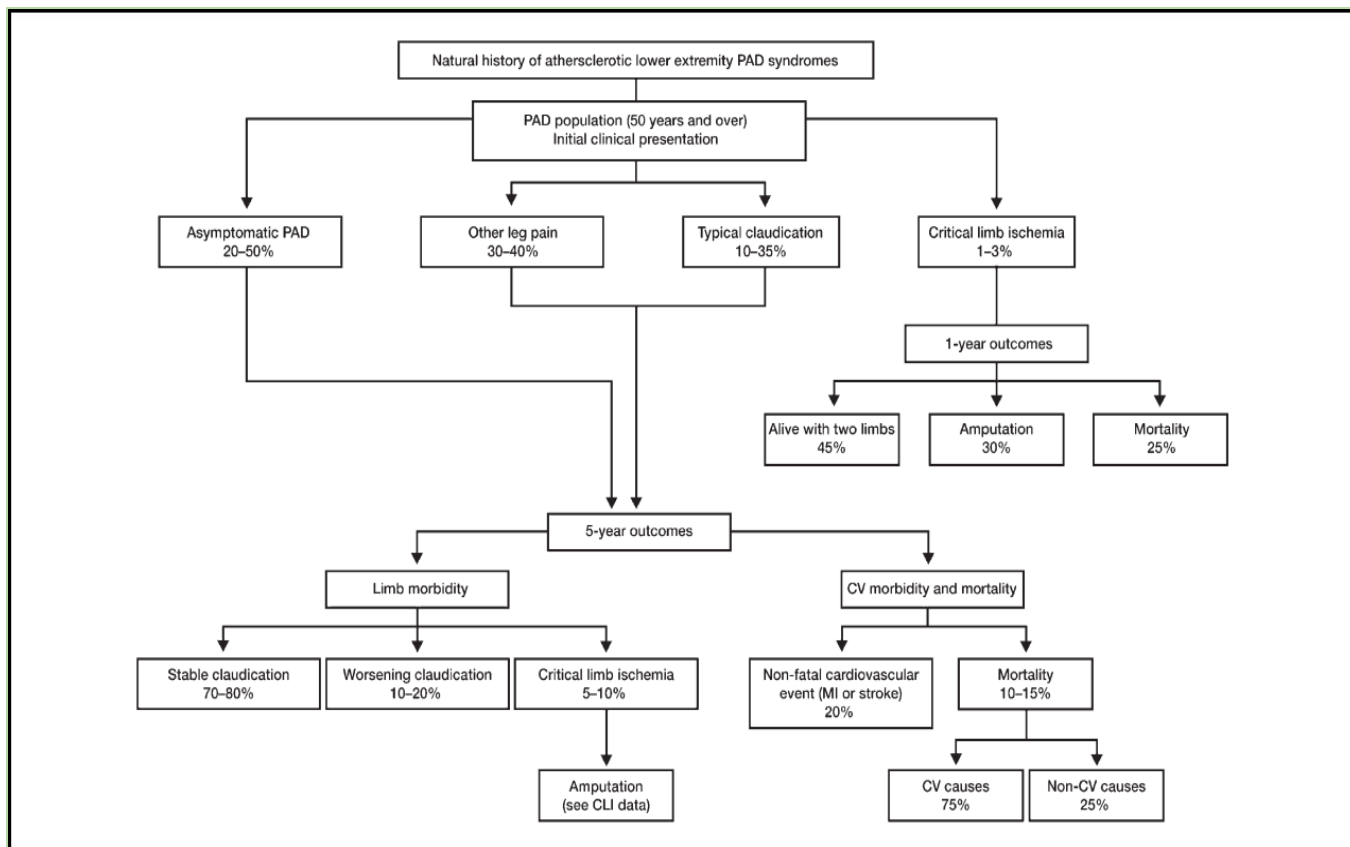 Natural history of athersclerotic lower extremity PAD syndromes
PAD population (50 years and over)
Initial clinical presentation
Asymptomatic PAD
20–50%
Other leg pain
30–40%
Typical claudication
10–35%
Critical limb ischemia
1–3%
1-year outcomes
Alive with two limbs
45%
Amputation
30%
Mortality
25%
5-year outcomes
Limb morbidity
CV morbidity and mortality
Stable claudication
70–80%
Worsening claudication
10–20%
Critical limb ischemia
5–10%
Non-fatal cardiovascular
event (MI or stroke)
20%
Mortality
10–15%
Amputation
(see CLI data)
CV causes
75%
Non-CV causes
25%